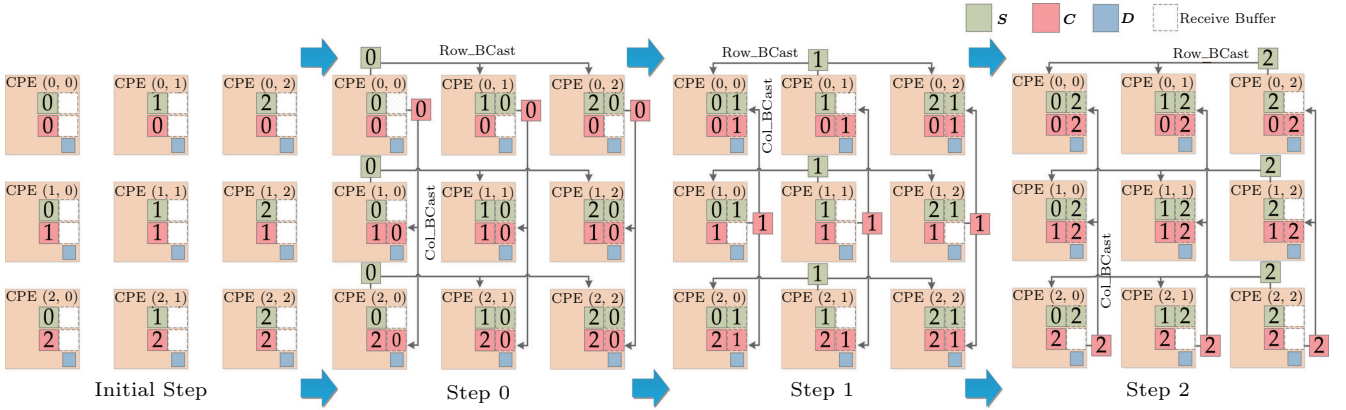 S C D Receive Buffer
CPE (0, 0) CPE (0, 1) CPE (0, 2)
0 1 2
0 0 0
CPE (1, 0) CPE (1, 1) CPE (1, 2)
0 1 2
1 1 1
CPE (2, 0) CPE (2, 1) CPE (2, 2)
0 1 2
2 2 2
Initial Step
0 Row_BCast
CPE (0, 0) CPE (0, 1) CPE (0, 2)
0 0 1 0 0 2 0 0
0 0 0
0
CPE (1, 0) CPE (1, 1) CPE (1, 2)
0 1 0 2 0
1 0 1 0 1 0
Col_BCast
0
CPE (2, 0) CPE (2, 1) CPE (2, 2)
0 1 0 2 0
2 0 2 0 2 0
Step 0
Row_BCast 1
CPE (0, 0) CPE (0, 1) CPE (0, 2)
0 1 1 2 1
0 1 0 1 0 1
Col_BCast
1
CPE (1, 0) CPE (1, 1) CPE (1, 2)
0 1 1 2 1
1 1 1 1 1 1
1
CPE (2, 0) CPE (2, 1) CPE (2, 2)
0 1 1 2 1
2 1 2 1 2 1
Step 1
Row_BCast 2
CPE (0, 0) CPE (0, 1) CPE (0, 2)
0 2 1 2 2
0 2 0 2 0 2
2
CPE (1, 0) CPE (1, 1) CPE (1, 2)
0 2 1 2 2
1 2 1 2 1 2
Col_BCast
2
CPE (2, 0) CPE (2, 1) CPE (2, 2)
0 2 1 2 2
2 2 2 2 2 2
Step 2